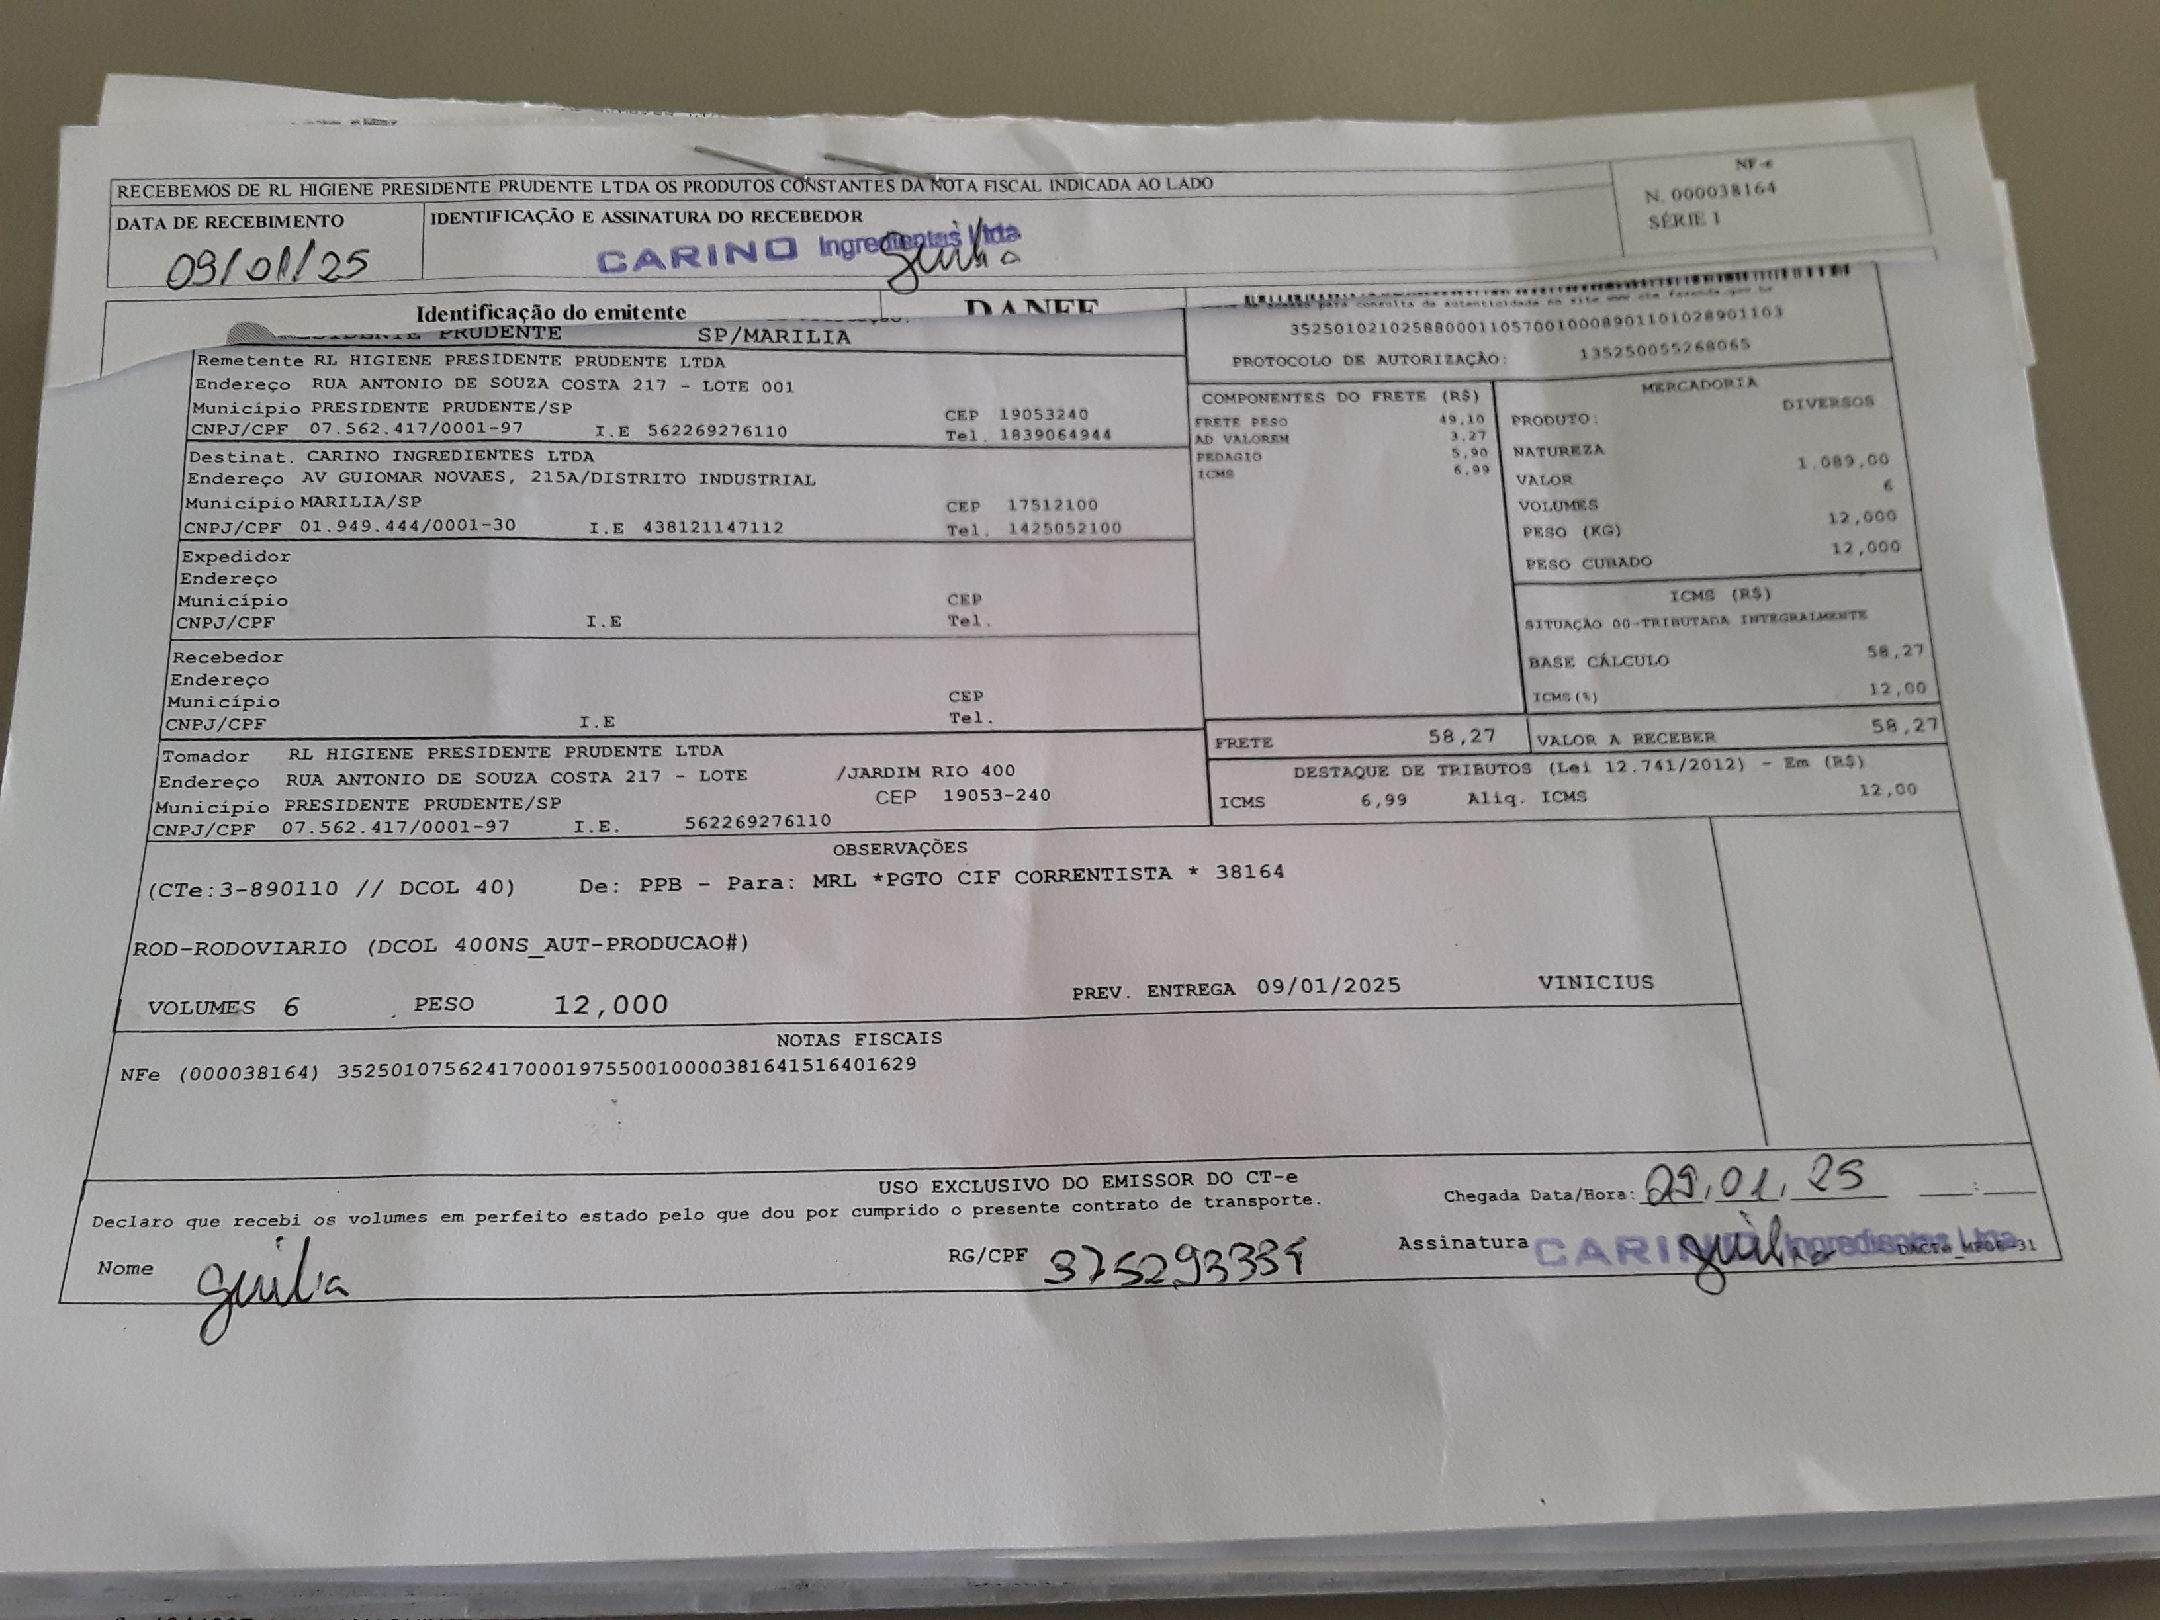 NF-e
RECEBEMOS DE RL HIGIENE PRESIDENTE PRUDENTE LTDA OS PRODUTOS CONSTANTES DA NOTA FISCAL INDICADA AO LADO
N. 000038164
SÉRIE 1
DATA DE RECEBIMENTO
IDENTIFICAÇÃO E ASSINATURA DO RECEBEDOR
09/01/25
CARINO Ingredientes Ltda
Identificação do emitente
DANFE
PRUDENTE SP/MARILIA
35250102102588000110570010008901101028901103
PROTOCOLO DE AUTORIZAÇÃO: 135250055268065
Remetente RL HIGIENE PRESIDENTE PRUDENTE LTDA
Endereço RUA ANTONIO DE SOUZA COSTA 217 - LOTE 001
Município PRESIDENTE PRUDENTE/SP CEP 19053240
CNPJ/CPF 07.562.417/0001-97 I.E 562269276110 Tel. 1839064944
Destinat. CARINO INGREDIENTES LTDA
Endereço AV GUIOMAR NOVAES, 215A/DISTRITO INDUSTRIAL
Município MARILIA/SP CEP 17512100
CNPJ/CPF 01.949.444/0001-30 I.E 438121147112 Tel. 1425052100
Expedidor
Endereço
Município CEP
CNPJ/CPF I.E Tel.
Recebedor
Endereço
Município CEP
CNPJ/CPF I.E Tel.
Tomador RL HIGIENE PRESIDENTE PRUDENTE LTDA
Endereço RUA ANTONIO DE SOUZA COSTA 217 - LOTE /JARDIM RIO 400
Município PRESIDENTE PRUDENTE/SP CEP 19053-240
CNPJ/CPF 07.562.417/0001-97 I.E. 562269276110
COMPONENTES DO FRETE (R$)
FRETE PESO 49,10
AD VALOREM 3,27
PEDAGIO 5,90
ICMS 6,99
MERCADORIA
PRODUTO: DIVERSOS
NATUREZA
VALOR 1.089,00
VOLUMES 6
PESO (KG) 12,000
PESO CUBADO 12,000
ICMS (R$)
SITUAÇÃO 00-TRIBUTADA INTEGRALMENTE
BASE CÁLCULO 58,27
ICMS(%) 12,00
FRETE 58,27 VALOR A RECEBER 58,27
DESTAQUE DE TRIBUTOS (Lei 12.741/2012) - Em (R$)
ICMS 6,99 Aliq. ICMS 12,00
OBSERVAÇÕES
(CTe:3-890110 // DCOL 40) De: PPB - Para: MRL *PGTO CIF CORRENTISTA * 38164
ROD-RODOVIARIO (DCOL 400NS_AUT-PRODUCAO#)
VOLUMES 6 PESO 12,000 PREV. ENTREGA 09/01/2025 VINICIUS
NOTAS FISCAIS
NFe (000038164) 35250107562417000197550010000381641516401629
USO EXCLUSIVO DO EMISSOR DO CT-e
Declaro que recebi os volumes em perfeito estado pelo que dou por cumprido o presente contrato de transporte.
Chegada Data/Hora: 09,01,25
Nome RG/CPF Assinatura
CARINO Ingredientes Ltda